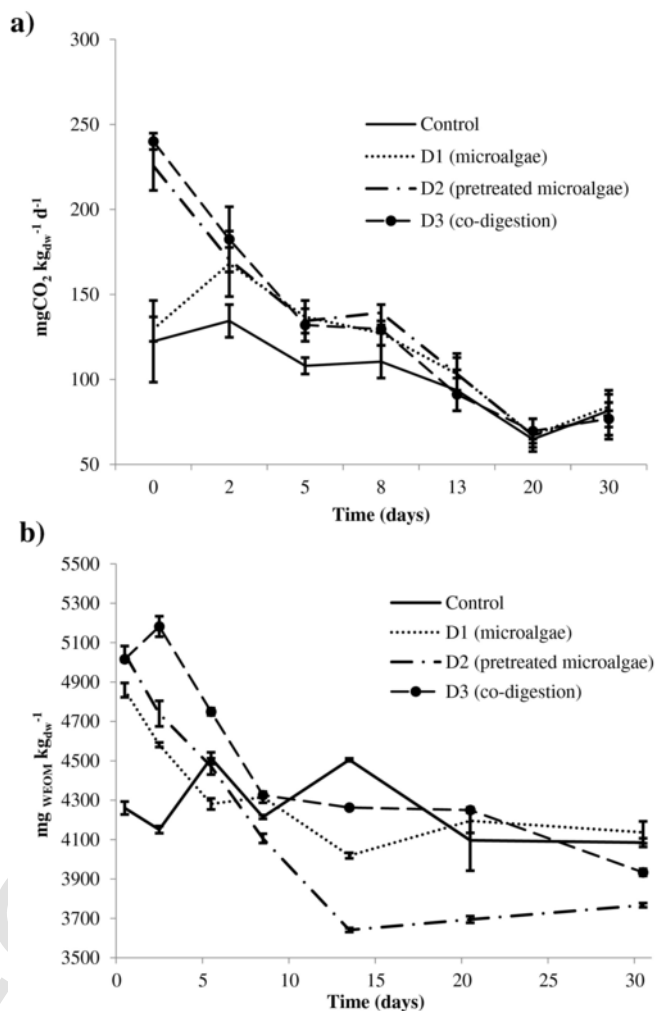 a)
300
250
200
150
100
50
mgCO₂ kg_dw⁻¹ d⁻¹
Control
D1 (microalgae)
D2 (pretreated microalgae)
D3 (co-digestion)
0 2 5 8 13 20 30
Time (days)
b)
5500
5300
5100
4900
4700
4500
4300
4100
3900
3700
3500
mg WEOM kg_dw⁻¹
Control
D1 (microalgae)
D2 (pretreated microalgae)
D3 (co-digestion)
0 5 10 15 20 25 30
Time (days)